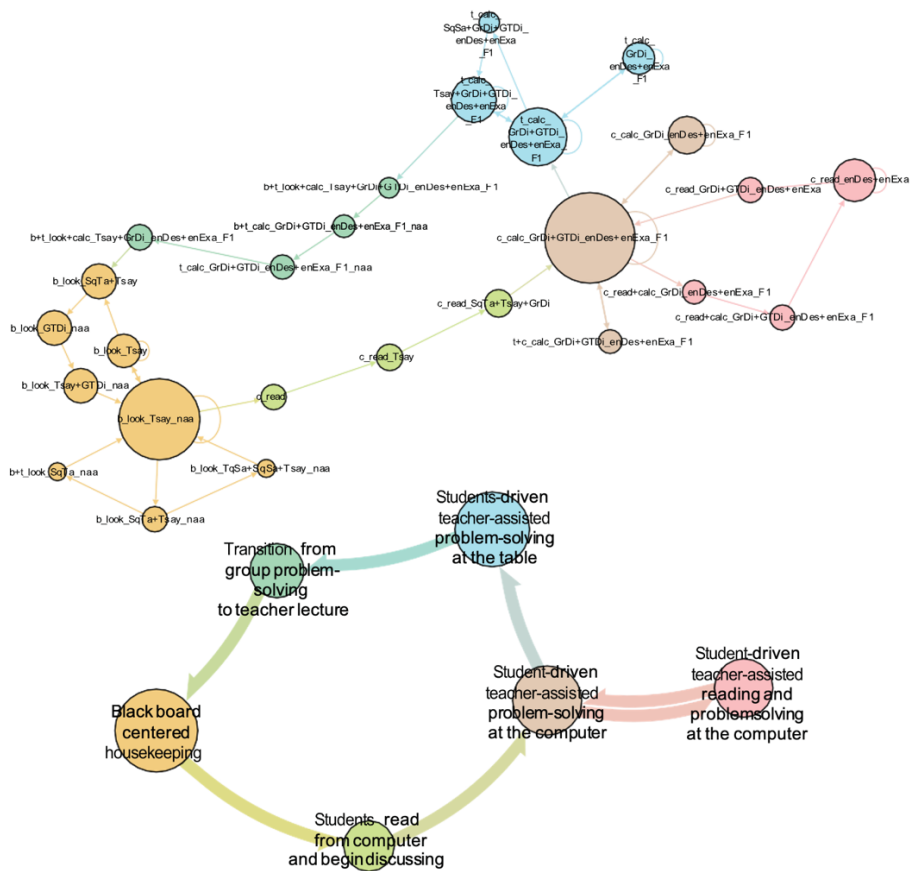 t_calc_
SqSa+GrDi+GTDi_
enDes+enExa
_F1
t_calc_
GrDi_
enDes+enExa_
F1
t_calc_
Tsay+GrDi+GTDi_
enDes+enExa
_F1
t_calc_
GrDi+GTDi_
enDes+enExa_
F1
c_calc_GrDi_enDes+enExa_F1
c_read_enDes+enExa
c_read_GrDi+GTDi_enDes+enExa
b+t_look+calc_Tsay+GrDi+GTDi_enDes+enExa_F1
b+t_calc_GrDi+GTDi_enDes+enExa_F1_naa
b+t_look+calc_Tsay+GrDi_enDes+enExa_F1
c_calc_GrDi+GTDi_enDes+enExa_F1
t_calc_GrDi+GTDi_enDes+enExa_F1_naa
b_look_SqTa+Tsay
c_read+calc_GrDi_enDes+enExa_F1
c_read_SqTa+Tsay+GrDi
c_read+calc_GrDi+GTDi_enDes+enExa_F1
b_look_GTDi_naa
b_look_Tsay
t+c_calc_GrDi+GTDi_enDes+enExa_F1
c_read_Tsay
b_look_Tsay+GTDi_naa
c_read
b_look_Tsay_naa
b+t_look_SqTa_naa
b_look_TqSa+SqSa+Tsay_naa
b_look_SqTa+Tsay_naa
Students-driven
teacher-assisted
problem-solving
at the table
Transition from
group problem-
solving
to teacher lecture
Student-driven
teacher-assisted
problem-solving
at the computer
Student-driven
teacher-assisted
reading and
problemsolving
at the computer
Black board
centered
housekeeping
Students read
from computer
and begin discussing